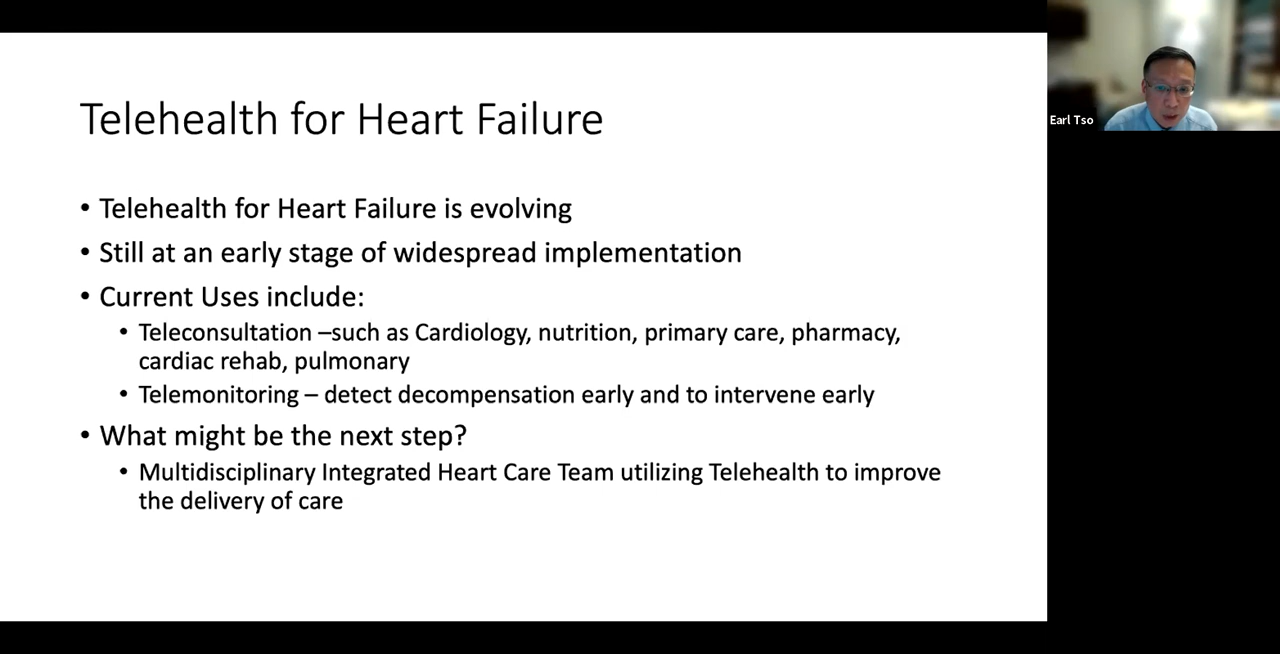 Telehealth for Heart Failure
• Telehealth for Heart Failure is evolving
• Still at an early stage of widespread implementation
• Current Uses include:
• Teleconsultation –such as Cardiology, nutrition, primary care, pharmacy,
cardiac rehab, pulmonary
• Telemonitoring – detect decompensation early and to intervene early
• What might be the next step?
• Multidisciplinary Integrated Heart Care Team utilizing Telehealth to improve
the delivery of care
Earl Tso